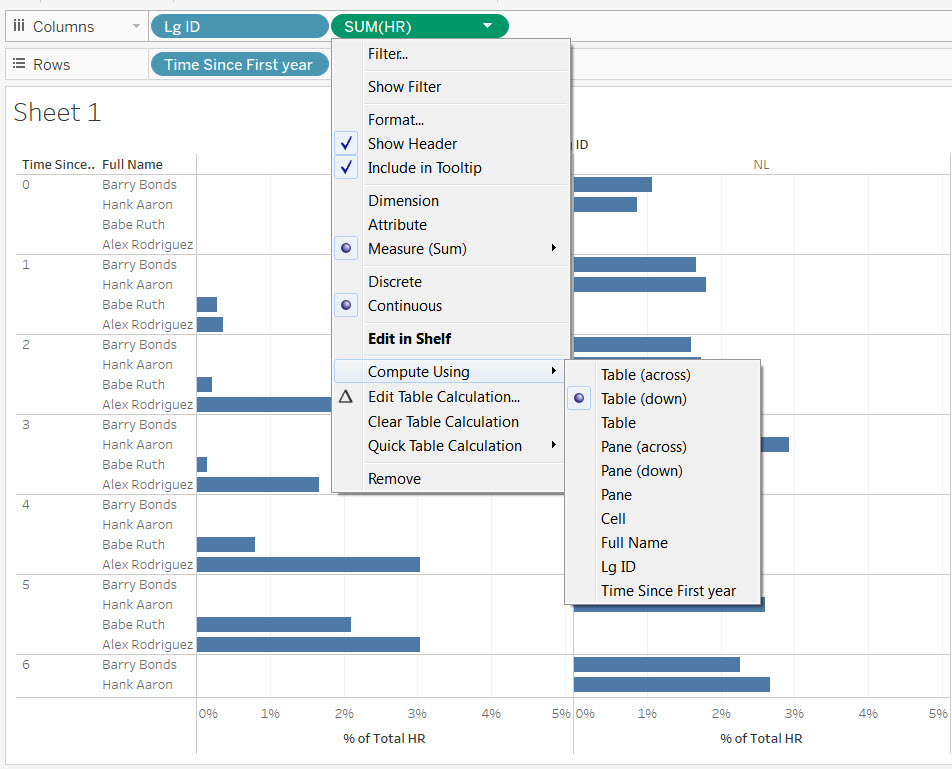 Columns
Lg ID
SUM(HR)
Rows
Time Since First year
Sheet 1
ID
NL
Time Since.. Full Name
0 Barry Bonds
Hank Aaron
Babe Ruth
Alex Rodriguez
1 Barry Bonds
Hank Aaron
Babe Ruth
Alex Rodriguez
2 Barry Bonds
Hank Aaron
Babe Ruth
Alex Rodriguez
3 Barry Bonds
Hank Aaron
Babe Ruth
Alex Rodriguez
4 Barry Bonds
Hank Aaron
Babe Ruth
Alex Rodriguez
5 Barry Bonds
Hank Aaron
Babe Ruth
Alex Rodriguez
6 Barry Bonds
Hank Aaron
0% 1% 2% 3% 4% 5% 0% 1% 2% 3% 4% 5%
% of Total HR % of Total HR
Filter...
Show Filter
Format...
Show Header
Include in Tooltip
Dimension
Attribute
Measure (Sum)
Discrete
Continuous
Edit in Shelf
Compute Using
Edit Table Calculation...
Clear Table Calculation
Quick Table Calculation
Remove
Table (across)
Table (down)
Table
Pane (across)
Pane (down)
Pane
Cell
Full Name
Lg ID
Time Since First year